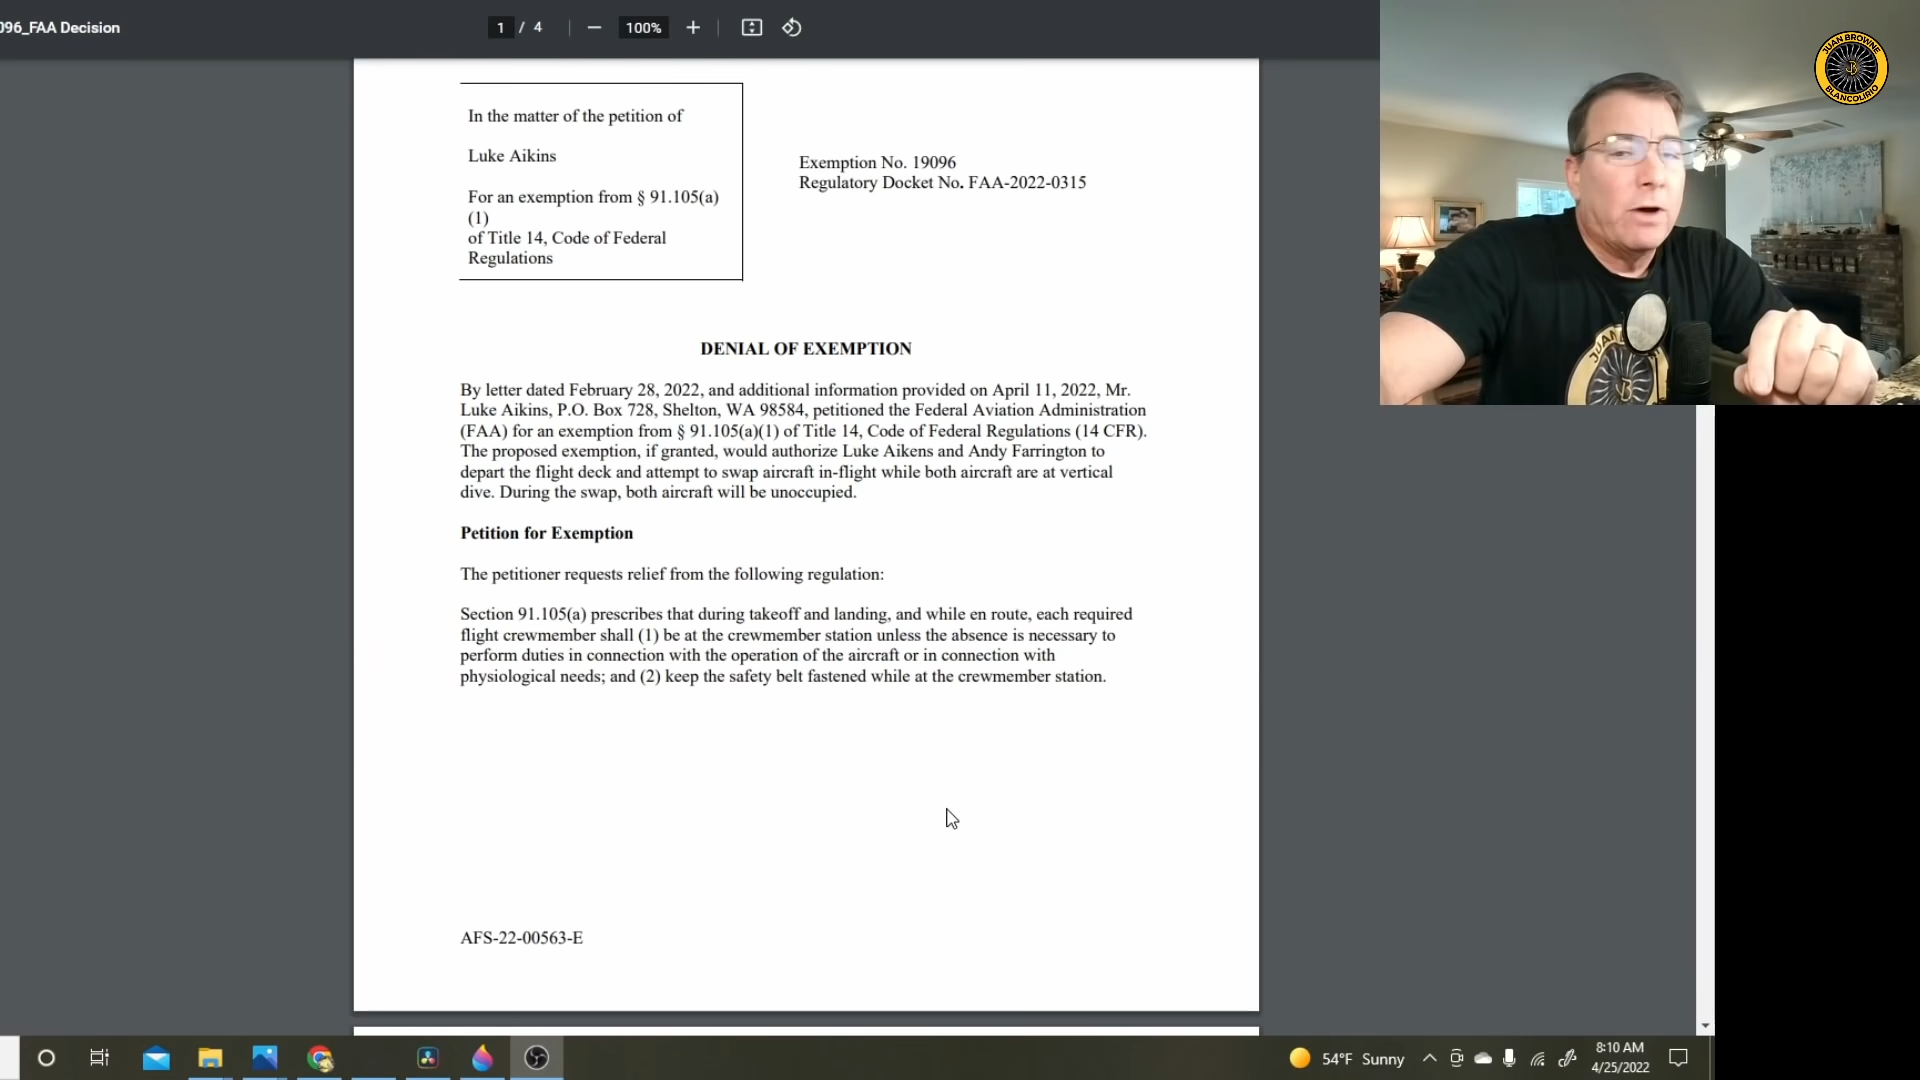 096_FAA Decision
1 / 4
100%
JUAN BROWNE
JB
BLANCOLIRIO
In the matter of the petition of
Luke Aikins
For an exemption from § 91.105(a)
(1)
of Title 14, Code of Federal
Regulations
Exemption No. 19096
Regulatory Docket No. FAA-2022-0315
DENIAL OF EXEMPTION
By letter dated February 28, 2022, and additional information provided on April 11, 2022, Mr.
Luke Aikins, P.O. Box 728, Shelton, WA 98584, petitioned the Federal Aviation Administration
(FAA) for an exemption from § 91.105(a)(1) of Title 14, Code of Federal Regulations (14 CFR).
The proposed exemption, if granted, would authorize Luke Aikens and Andy Farrington to
depart the flight deck and attempt to swap aircraft in-flight while both aircraft are at vertical
dive. During the swap, both aircraft will be unoccupied.
Petition for Exemption
The petitioner requests relief from the following regulation:
Section 91.105(a) prescribes that during takeoff and landing, and while en route, each required
flight crewmember shall (1) be at the crewmember station unless the absence is necessary to
perform duties in connection with the operation of the aircraft or in connection with
physiological needs; and (2) keep the safety belt fastened while at the crewmember station.
AFS-22-00563-E
54°F Sunny
8:10 AM
4/25/2022